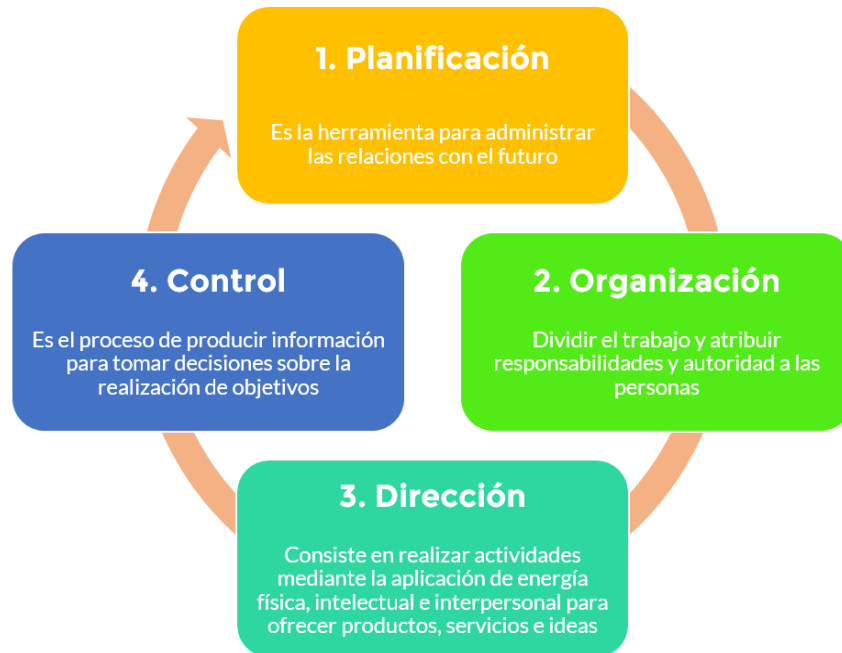 1. Planificación
Es la herramienta para administrar
las relaciones con el futuro
2. Organización
Dividir el trabajo y atribuir
responsabilidades y autoridad a las
personas
3. Dirección
Consiste en realizar actividades
mediante la aplicación de energía
física, intelectual e interpersonal para
ofrecer productos, servicios e ideas
4. Control
Es el proceso de producir información
para tomar decisiones sobre la
realización de objetivos